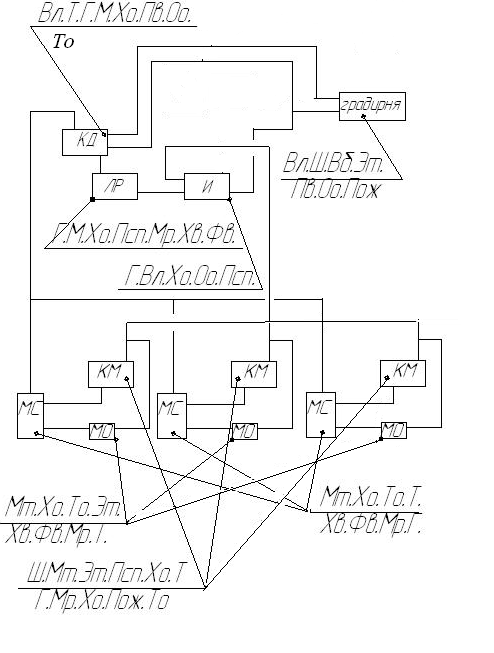 Вл.Т.Г.М.Хо.Пв.Оо.
То
КД
градирня
Вл.Ш.Вб.Эт.
Пв.Оо.Пож
ЛР
И
Г.М.Хо.Псп.Мр.Хв.Фв.
Г.Вл.Хо.Оо.Псп.
КМ
КМ
КМ
МС
МС
МС
МО
МО
МО
Мт.Хо.То.Эт.
Хв.Фв.Мр.Г.
Мт.Хо.То.Т.
Хв.Фв.Мр.Г.
Ш.Мт.Эт.Псп.Хо.Т
Г.Мр.Хо.Пож.То